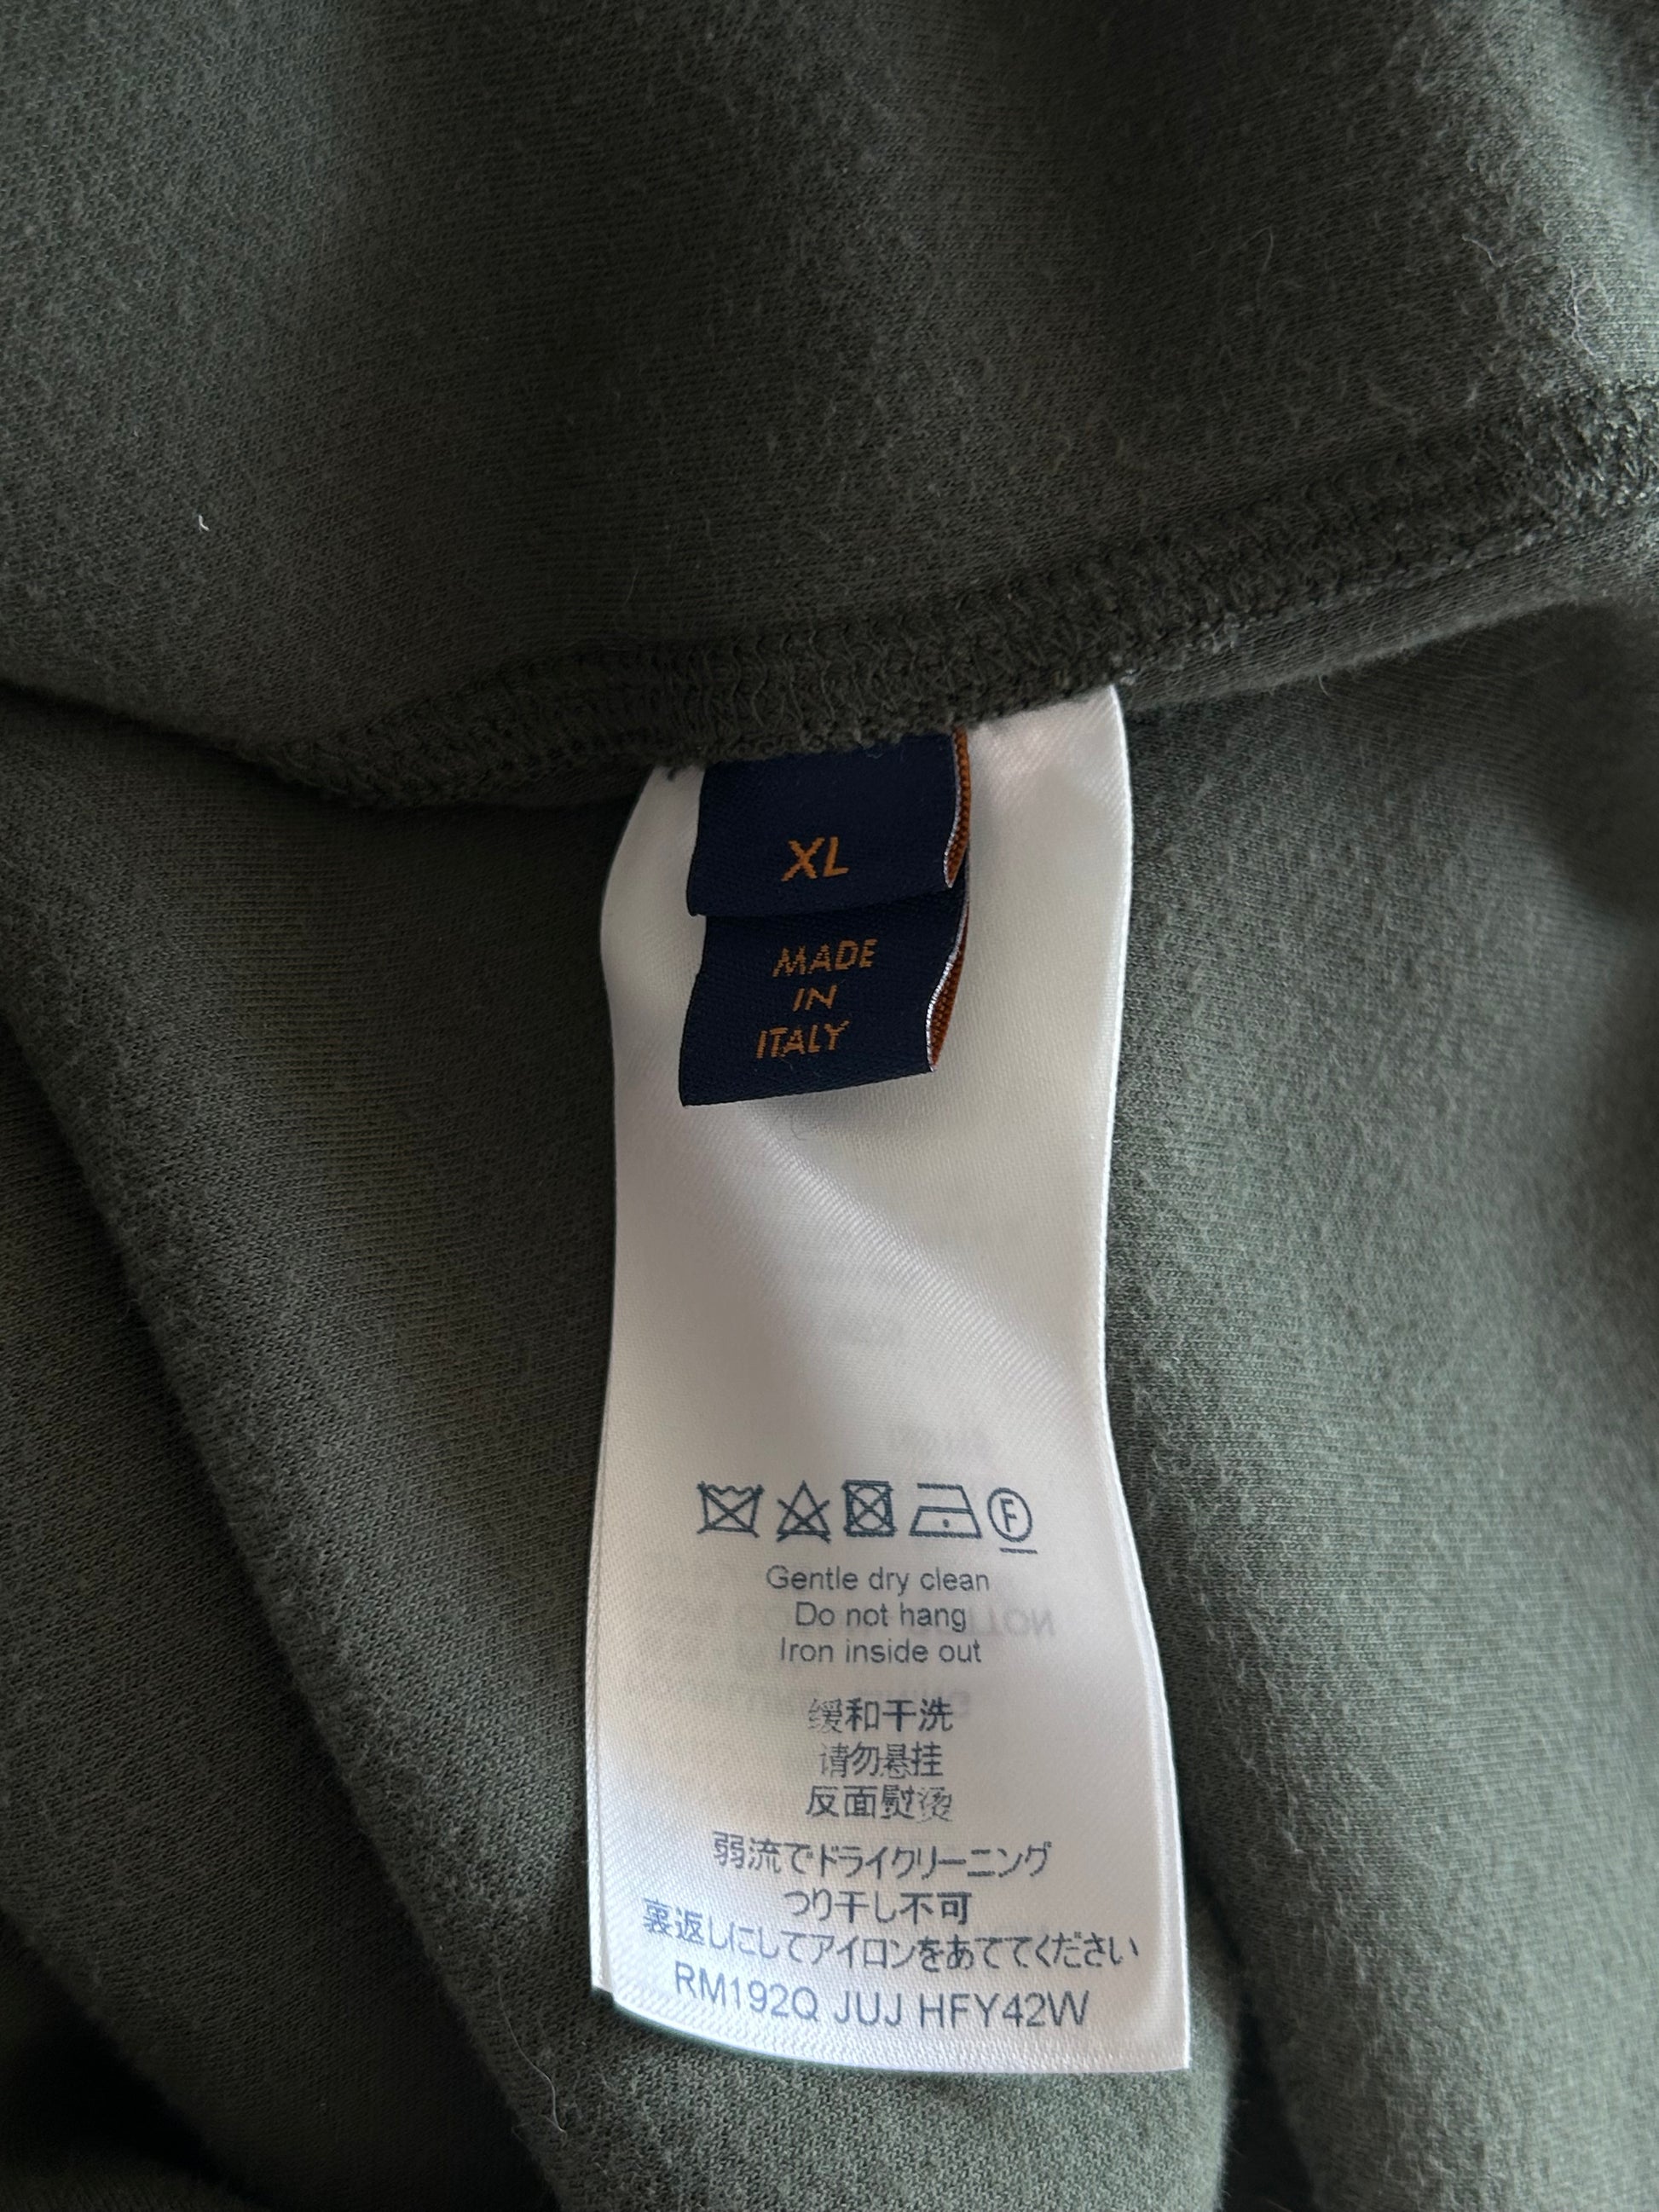 XL
MADE
IN
ITALY
F
Gentle dry clean
Do not hang
Iron inside out
缓和干洗
请勿悬挂
反面熨烫
弱流でドライクリーニング
つり干し不可
裏返しにしてアイロンをあててください
RM192Q JUJ HFY42W